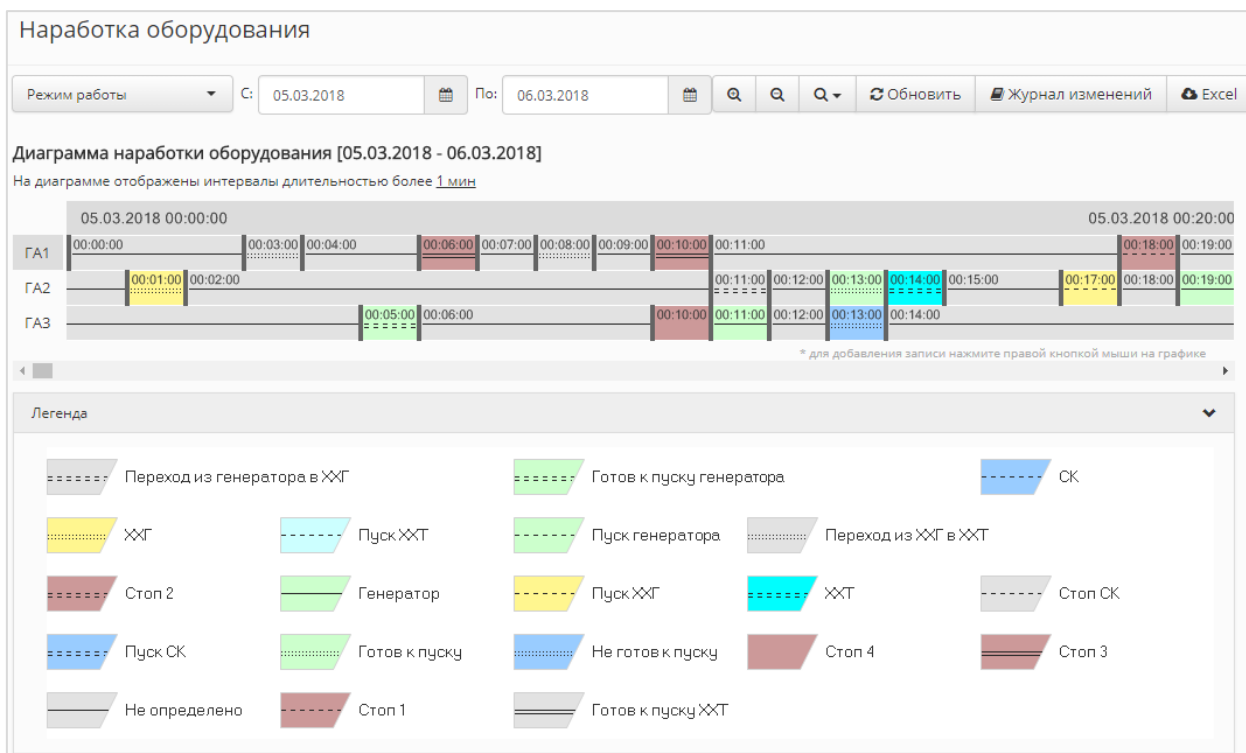 Наработка оборудования
Режим работы С: 05.03.2018 По: 06.03.2018 Обновить Журнал изменений Excel
Диаграмма наработки оборудования [05.03.2018 - 06.03.2018]
На диаграмме отображены интервалы длительностью более 1 мин
05.03.2018 00:00:00 05.03.2018 00:20:00
ГА1 00:00:00 00:03:00 00:04:00 00:06:00 00:07:00 00:08:00 00:09:00 00:10:00 00:11:00 00:18:00 00:19:00
ГА2 00:01:00 00:02:00 00:11:00 00:12:00 00:13:00 00:14:00 00:15:00 00:17:00 00:18:00 00:19:00
ГА3 00:05:00 00:06:00 00:10:00 00:11:00 00:12:00 00:13:00 00:14:00
* для добавления записи нажмите правой кнопкой мыши на графике
Легенда
Переход из генератора в ХХГ Готов к пуску генератора СК
ХХГ Пуск ХХТ Пуск генератора Переход из ХХГ в ХХТ
Стоп 2 Генератор Пуск ХХГ ХХТ Стоп СК
Пуск СК Готов к пуску Не готов к пуску Стоп 4 Стоп 3
Не определено Стоп 1 Готов к пуску ХХТ